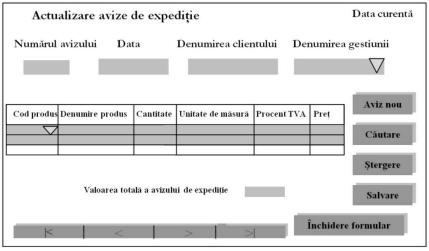 Actualizare avize de expediție
Data curentă
Numărul avizului Data Denumirea clientului Denumirea gestiunii
Cod produs Denumire produs Cantitate Unitate de măsură Procent TVA Preț
Aviz nou
Căutare
Ștergere
Salvare
Valoarea totală a avizului de expediție
Închidere formular
|< < > >|